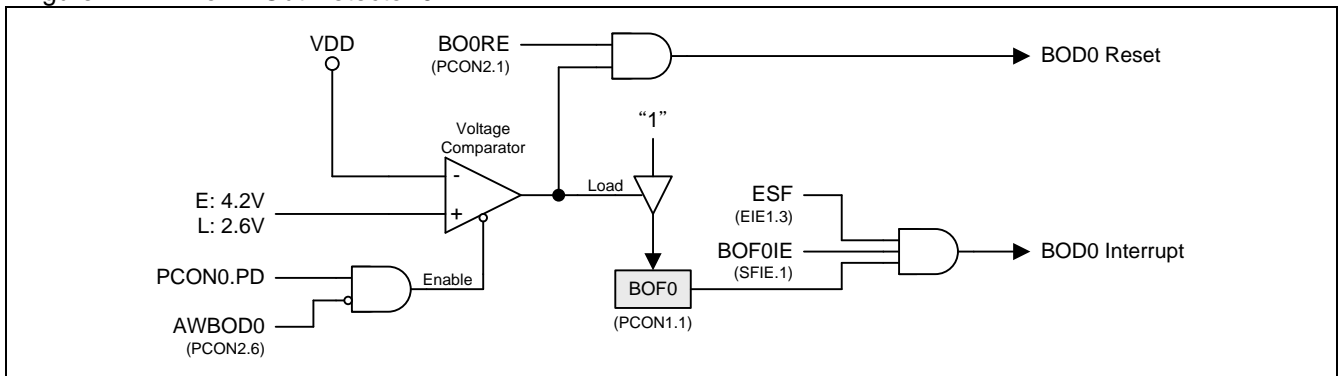 VDD
BO0RE
(PCON2.1)
BOD0 Reset
“1”
Voltage
Comparator
-
+
Load
E: 4.2V
L: 2.6V
ESF
(EIE1.3)
BOF0IE
(SFIE.1)
BOD0 Interrupt
PCON0.PD
Enable
BOF0
(PCON1.1)
AWBOD0
(PCON2.6)